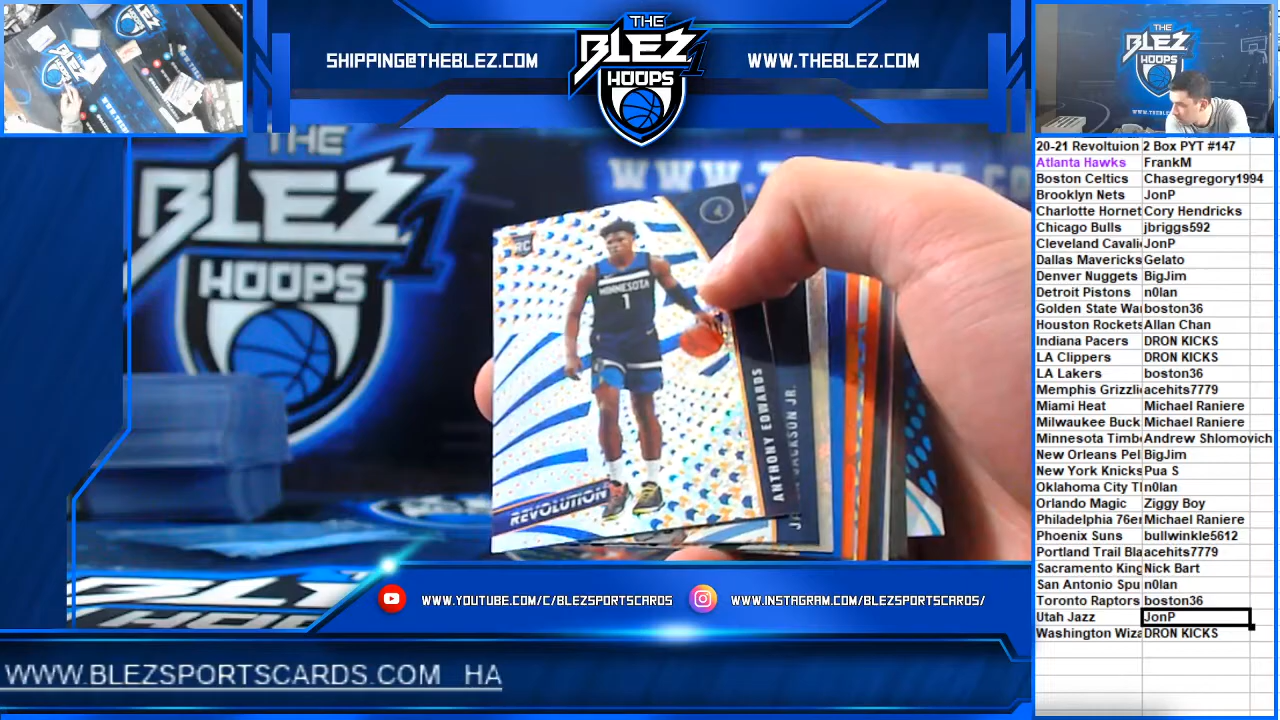 SHIPPING@THEBLEZ.COM
THE
BLEZ 1
HOOPS
WWW.THEBLEZ.COM
THE
BLEZ 1
HOOPS
RC
MINNESOTA
1
REVOLUTION
ANTHONY EDWARDS
JACKSON JR.
WWW.YOUTUBE.COM/C/BLEZSPORTSCARDS
WWW.INSTAGRAM.COM/BLEZSPORTSCARDS/
WWW.BLEZSPORTSCARDS.COM HA
20-21 Revoltuion 2 Box PYT #147
Atlanta Hawks FrankM
Boston Celtics Chasegregory1994
Brooklyn Nets JonP
Charlotte Hornet Cory Hendricks
Chicago Bulls jbriggs592
Cleveland Cavali JonP
Dallas Mavericks Gelato
Denver Nuggets BigJim
Detroit Pistons n0lan
Golden State Wa boston36
Houston Rockets Allan Chan
Indiana Pacers DRON KICKS
LA Clippers DRON KICKS
LA Lakers boston36
Memphis Grizzli acehits7779
Miami Heat Michael Raniere
Milwaukee Buck Michael Raniere
Minnesota Timb Andrew Shlomovich
New Orleans Pel BigJim
New York Knicks Pua S
Oklahoma City T n0lan
Orlando Magic Ziggy Boy
Philadelphia 76e Michael Raniere
Phoenix Suns bullwinkle5612
Portland Trail Bla acehits7779
Sacramento King Nick Bart
San Antonio Spu n0lan
Toronto Raptors boston36
Utah Jazz JonP
Washington Wiza DRON KICKS